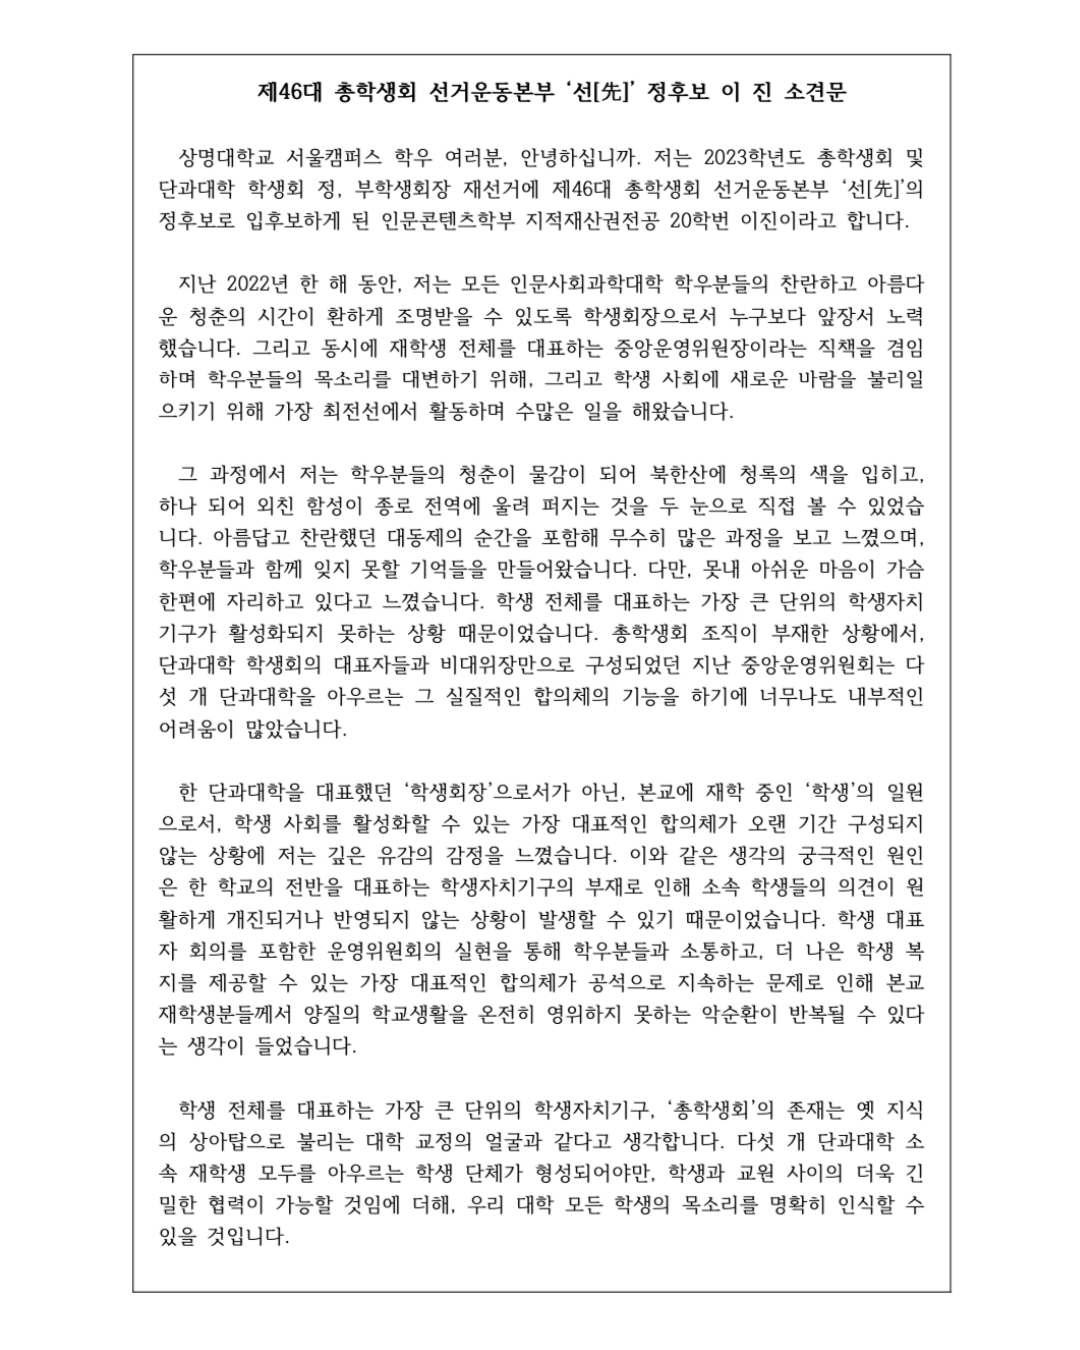 제46대 총학생회 선거운동본부 ‘선[先]’ 정후보 이 진 소견문
상명대학교 서울캠퍼스 학우 여러분, 안녕하십니까. 저는 2023학년도 총학생회 및
단과대학 학생회 정, 부학생회장 재선거에 제46대 총학생회 선거운동본부 ‘선[先]’의
정후보로 입후보하게 된 인문콘텐츠학부 지적재산권전공 20학번 이진이라고 합니다.
지난 2022년 한 해 동안, 저는 모든 인문사회과학대학 학우분들의 찬란하고 아름다
운 청춘의 시간이 환하게 조명받을 수 있도록 학생회장으로서 누구보다 앞장서 노력
했습니다. 그리고 동시에 재학생 전체를 대표하는 중앙운영위원장이라는 직책을 겸임
하며 학우분들의 목소리를 대변하기 위해, 그리고 학생 사회에 새로운 바람을 불리일
으키기 위해 가장 최전선에서 활동하며 수많은 일을 해왔습니다.
그 과정에서 저는 학우분들의 청춘이 물감이 되어 북한산에 청록의 색을 입히고,
하나 되어 외친 함성이 종로 전역에 울려 퍼지는 것을 두 눈으로 직접 볼 수 있었습
니다. 아름답고 찬란했던 대동제의 순간을 포함해 무수히 많은 과정을 보고 느꼈으며,
학우분들과 함께 잊지 못할 기억들을 만들어왔습니다. 다만, 못내 아쉬운 마음이 가슴
한편에 자리하고 있다고 느꼈습니다. 학생 전체를 대표하는 가장 큰 단위의 학생자치
기구가 활성화되지 못하는 상황 때문이었습니다. 총학생회 조직이 부재한 상황에서,
단과대학 학생회의 대표자들과 비대위장만으로 구성되었던 지난 중앙운영위원회는 다
섯 개 단과대학을 아우르는 그 실질적인 합의체의 기능을 하기에 너무나도 내부적인
어려움이 많았습니다.
한 단과대학을 대표했던 ‘학생회장’으로서가 아닌, 본교에 재학 중인 ‘학생’의 일원
으로서, 학생 사회를 활성화할 수 있는 가장 대표적인 합의체가 오랜 기간 구성되지
않는 상황에 저는 깊은 유감의 감정을 느꼈습니다. 이와 같은 생각의 궁극적인 원인
은 한 학교의 전반을 대표하는 학생자치기구의 부재로 인해 소속 학생들의 의견이 원
활하게 개진되거나 반영되지 않는 상황이 발생할 수 있기 때문이었습니다. 학생 대표
자 회의를 포함한 운영위원회의 실현을 통해 학우분들과 소통하고, 더 나은 학생 복
지를 제공할 수 있는 가장 대표적인 합의체가 공석으로 지속하는 문제로 인해 본교
재학생분들께서 양질의 학교생활을 온전히 영위하지 못하는 악순환이 반복될 수 있다
는 생각이 들었습니다.
학생 전체를 대표하는 가장 큰 단위의 학생자치기구, ‘총학생회’의 존재는 옛 지식
의 상아탑으로 불리는 대학 교정의 얼굴과 같다고 생각합니다. 다섯 개 단과대학 소
속 재학생 모두를 아우르는 학생 단체가 형성되어야만, 학생과 교원 사이의 더욱 긴
밀한 협력이 가능할 것임에 더해, 우리 대학 모든 학생의 목소리를 명확히 인식할 수
있을 것입니다.